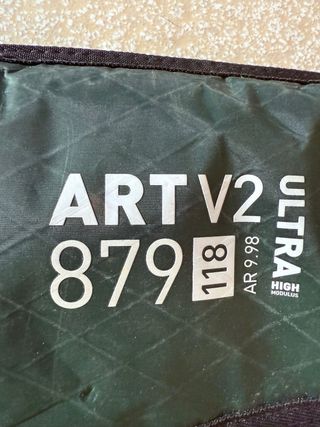 ART V2
879
118
AR 9.98
ULTRA
HIGH
MODULUS